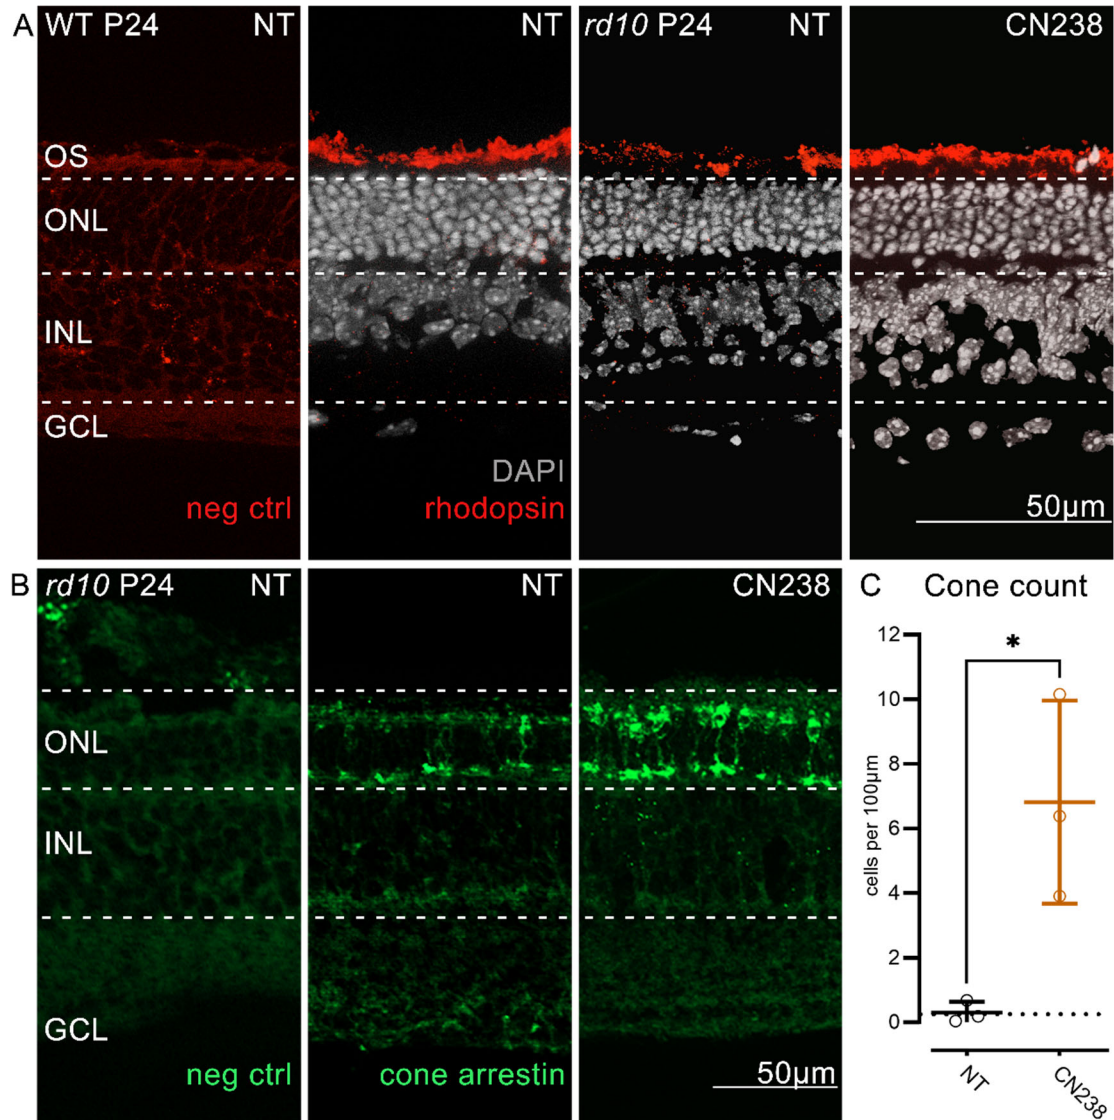 A
WT P24 NT
NT
rd10 P24 NT
CN238
OS
ONL
INL
GCL
DAPI
neg ctrl
rhodopsin
50µm
B
rd10 P24 NT
NT
CN238
ONL
INL
GCL
neg ctrl
cone arrestin
50µm
C Cone count
*
12
10
8
6
4
2
0
cells per 100µm
NT
CN238